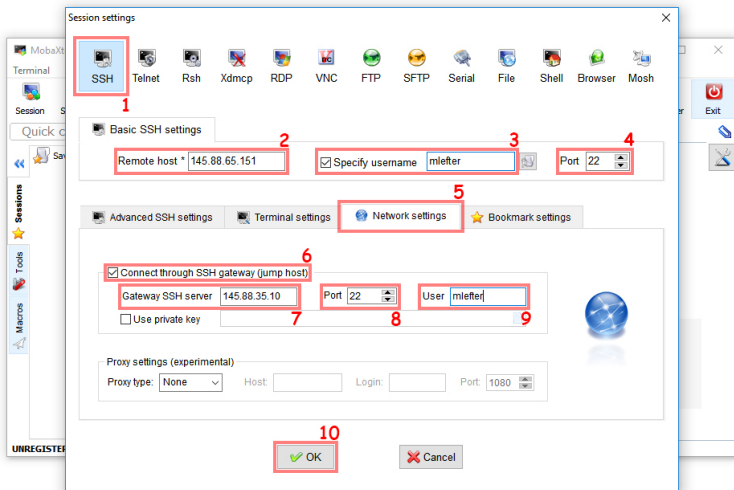 Session settings
MobaXt
Terminal
Session
S
Quick c
Sav
Sessions
Tools
Macros
UNREGISTER
er
Exit
SSH
Telnet
Rsh
Xdmcp
RDP
VNC
FTP
SFTP
Serial
File
Shell
Browser
Mosh
1
Basic SSH settings
2
3
4
Remote host * 145.88.65.151
Specify username mlefter
Port 22
5
Advanced SSH settings
Terminal settings
Network settings
Bookmark settings
6
Connect through SSH gateway (jump host)
Gateway SSH server 145.88.35.10
Port 22
User mlefter
7
8
9
Use private key
Proxy settings (experimental)
Proxy type: None
Host:
Login:
Port: 1080
10
OK
Cancel